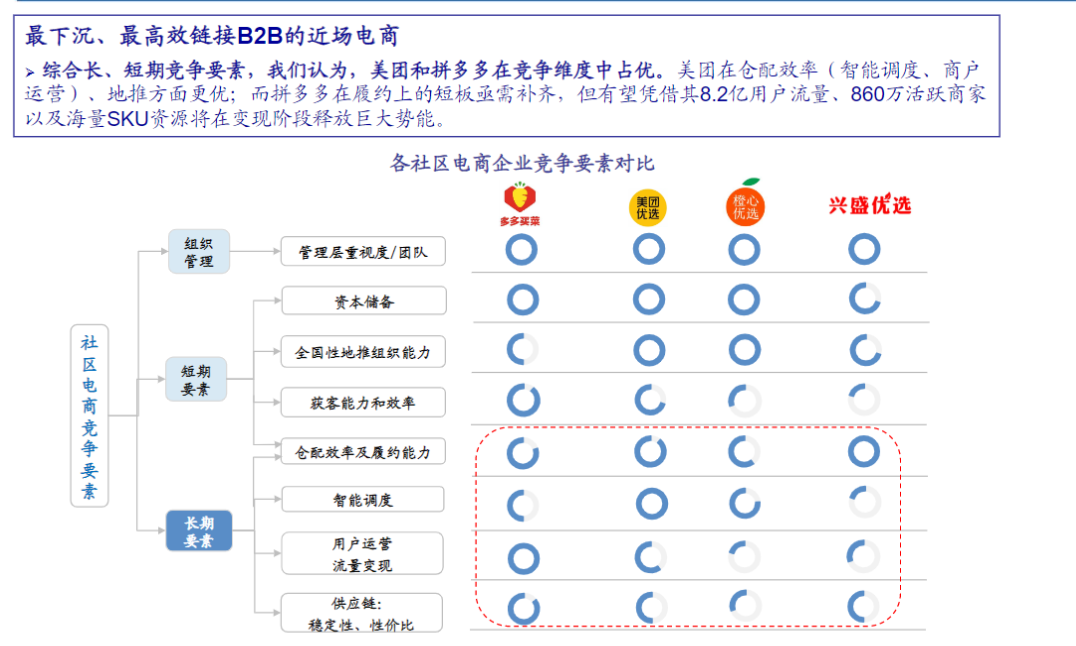 最下沉、最高效链接B2B的近场电商
➢ 综合长、短期竞争要素，我们认为，美团和拼多多在竞争维度中占优。美团在仓配效率（智能调度、商户
运营）、地推方面更优；而拼多多在履约上的短板亟需补齐，但有望凭借其8.2亿用户流量、860万活跃商家
以及海量SKU资源将在变现阶段释放巨大势能。
各社区电商企业竞争要素对比
多多买菜
美团
优选
橙心
优选
兴盛优选
社区电商竞争要素
组织
管理
管理层重视度/团队
短期
要素
资本储备
全国性地推组织能力
获客能力和效率
仓配效率及履约能力
长期
要素
智能调度
用户运营
流量变现
供应链:
稳定性、性价比